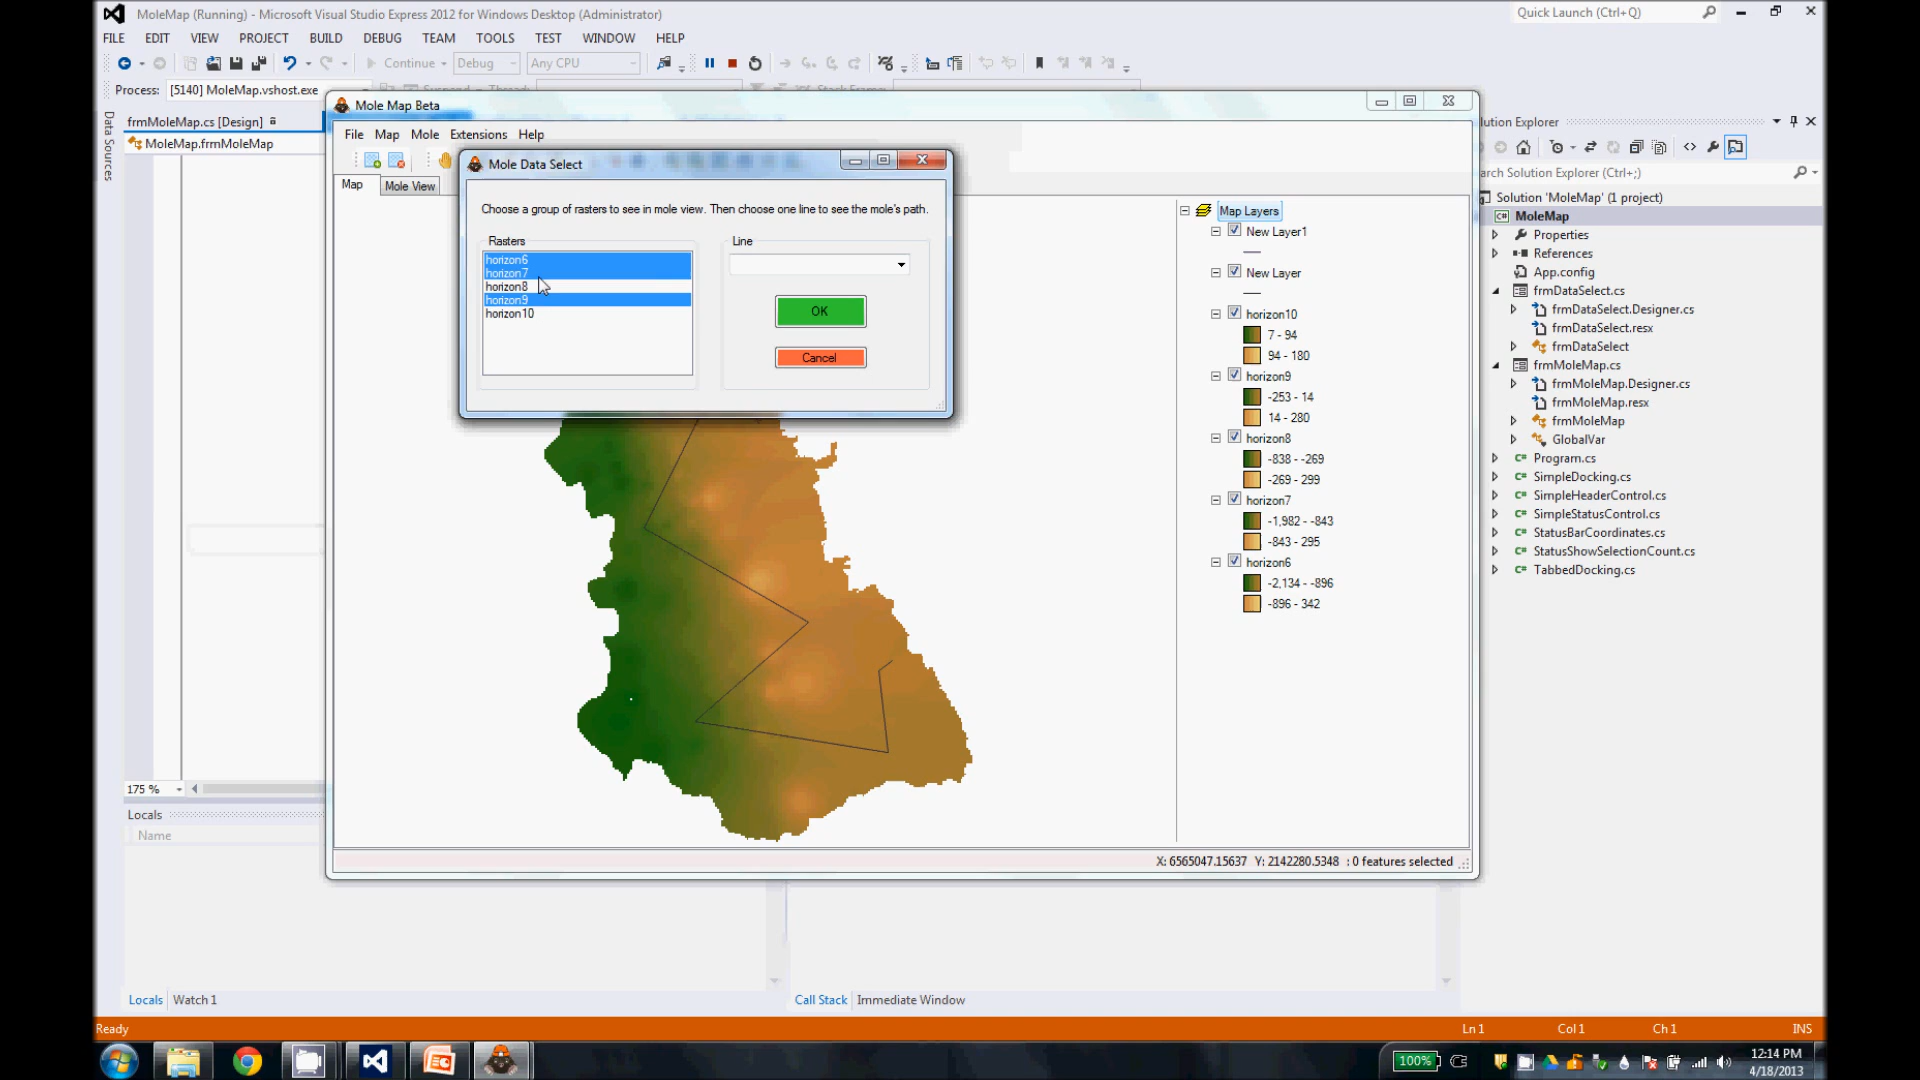 MoleMap (Running) - Microsoft Visual Studio Express 2012 for Windows Desktop (Administrator)
Quick Launch (Ctrl+Q)
FILE EDIT VIEW PROJECT BUILD DEBUG TEAM TOOLS TEST WINDOW HELP
Continue Debug Any CPU
Process: [5140] MoleMap.vshost.exe
Data Sources
frmMoleMap.cs [Design]
MoleMap.frmMoleMap
175 %
Locals
Name
Locals Watch 1
Call Stack Immediate Window
Mole Map Beta
File Map Mole Extensions Help
Map Mole View
Mole Data Select
Choose a group of rasters to see in mole view. Then choose one line to see the mole's path.
Rasters
horizon6
horizon7
horizon8
horizon9
horizon10
Line
OK
Cancel
Map Layers
New Layer1
New Layer
horizon10
7 - 94
94 - 180
horizon9
-253 - 14
14 - 280
horizon8
-838 - -269
-269 - 299
horizon7
-1,982 - -843
-843 - 295
horizon6
-2,134 - -896
-896 - 342
X: 6565047.15637 Y: 2142280.5348 : 0 features selected
lution Explorer
rch Solution Explorer (Ctrl+;)
Solution 'MoleMap' (1 project)
MoleMap
Properties
References
App.config
frmDataSelect.cs
frmDataSelect.Designer.cs
frmDataSelect.resx
frmDataSelect
frmMoleMap.cs
frmMoleMap.Designer.cs
frmMoleMap.resx
frmMoleMap
GlobalVar
Program.cs
SimpleDocking.cs
SimpleHeaderControl.cs
SimpleStatusControl.cs
StatusBarCoordinates.cs
StatusShowSelectionCount.cs
TabbedDocking.cs
Ready
Ln 1 Col 1 Ch 1 INS
100%
12:14 PM
4/18/2013